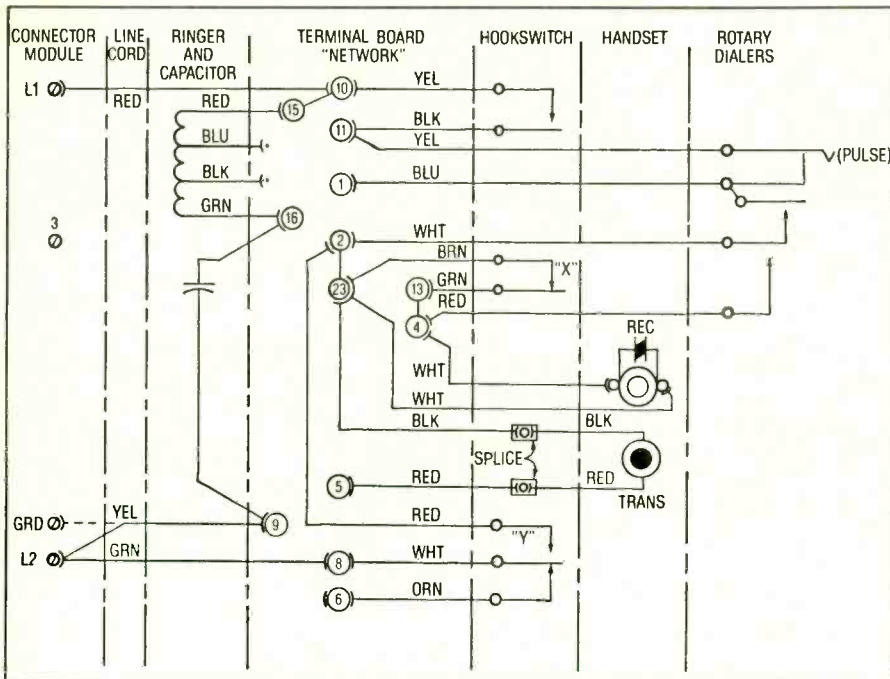 CONNECTOR MODULE
LINE CORD
RINGER AND CAPACITOR
TERMINAL BOARD "NETWORK"
HOOKSWITCH
HANDSET
ROTARY DIALERS
L1
RED
RED
15
10
YEL
BLU
11
BLK
YEL
(PULSE)
BLK
1
BLU
GRN
16
3
2
WHT
BRN
"X"
23
13
GRN
RED
4
REC
WHT
WHT
BLK
BLK
SPLICE
5
RED
RED
TRANS
GRD
YEL
9
RED
"Y"
L2
GRN
8
WHT
6
ORN